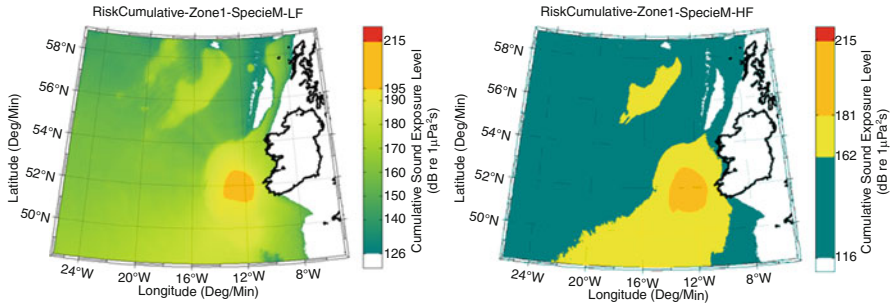 RiskCumulative-Zone1-SpecieM-LF
58°N
56°N
54°N
52°N
50°N
Latitude (Deg/Min)
24°W
20°W
16°W
12°W
8°W
Longitude (Deg/Min)
215
195
190
180
170
160
150
140
126
Cumulative Sound Exposure Level
(dB re 1µPa²s)
RiskCumulative-Zone1-SpecieM-HF
58°N
56°N
54°N
52°N
50°N
Latitude (Deg/Min)
24°W
20°W
16°W
12°W
8°W
Longitude (Deg/Min)
215
181
162
116
Cumulative Sound Exposure Level
(dB re 1µPa²s)